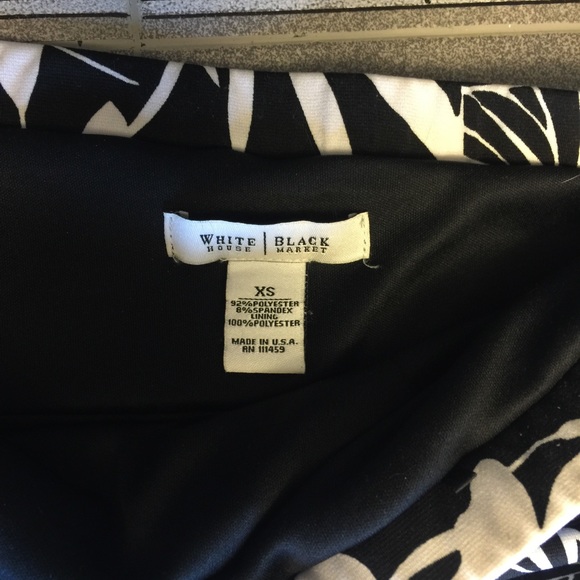 WHITE | BLACK
HOUSE | MARKET
XS
92%POLYESTER
8%SPANDEX
LINING
100%POLYESTER
MADE IN U.S.A.
RN 111459